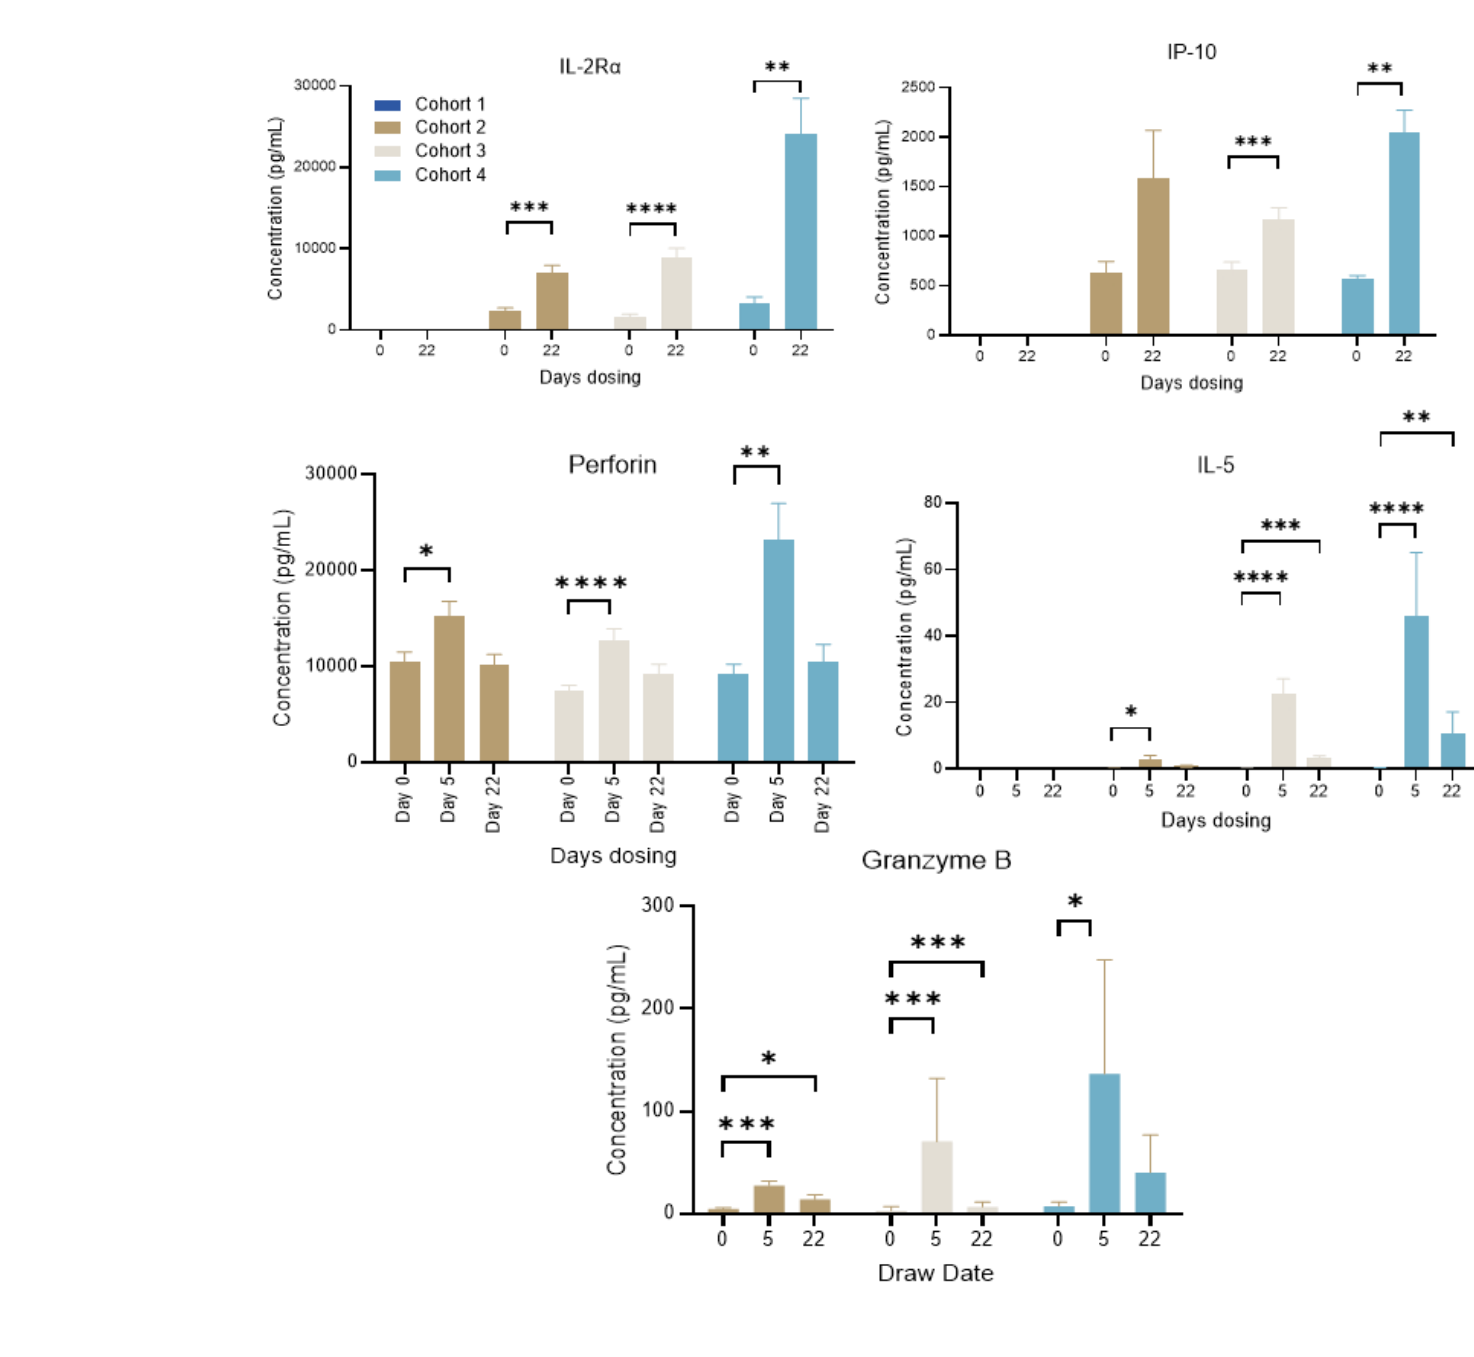 IL-2Rα
**
30000
Cohort 1
Cohort 2
Cohort 3
Cohort 4
20000
***
****
10000
0
Concentration (pg/mL)
0 22 0 22 0 22 0 22
Days dosing
IP-10
**
2500
2000
***
1500
1000
500
0
Concentration (pg/mL)
0 22 0 22 0 22 0 22
Days dosing
Perforin
**
30000
*
20000
****
10000
0
Concentration (pg/mL)
Day 0 Day 5 Day 22 Day 0 Day 5 Day 22 Day 0 Day 5 Day 22
Days dosing
**
IL-5
80
****
***
60
****
40
20
*
0
Concentration (pg/mL)
0 5 22 0 5 22 0 5 22 0 5 22
Days dosing
Granzyme B
300
*
***
***
200
*
***
100
0
Concentration (pg/mL)
0 5 22 0 5 22 0 5 22
Draw Date